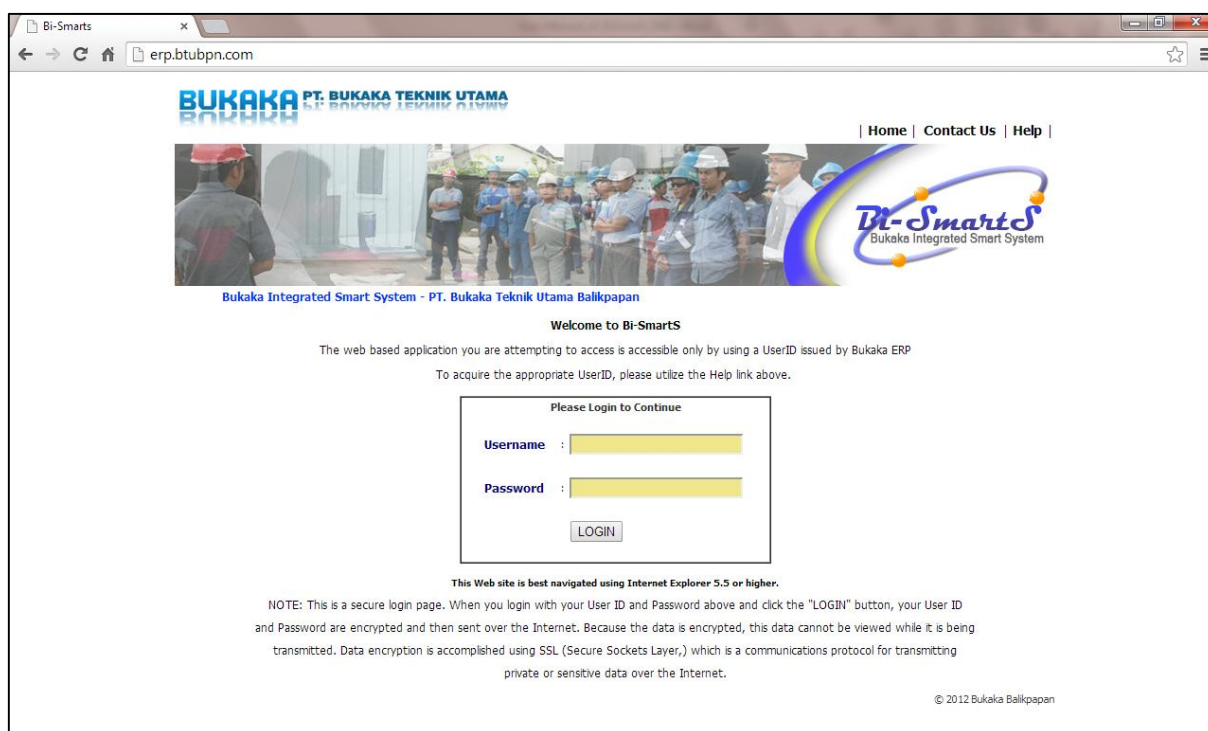 Bi-Smarts
erp.btubpn.com
BUKAKA PT. BUKAKA TEKNIK UTAMA
| Home | Contact Us | Help |
Bi-SmartS
Bukaka Integrated Smart System
Bukaka Integrated Smart System - PT. Bukaka Teknik Utama Balikpapan
Welcome to Bi-SmartS
The web based application you are attempting to access is accessible only by using a UserID issued by Bukaka ERP
To acquire the appropriate UserID, please utilize the Help link above.
Please Login to Continue
Username :
Password :
LOGIN
This Web site is best navigated using Internet Explorer 5.5 or higher.
NOTE: This is a secure login page. When you login with your User ID and Password above and click the "LOGIN" button, your User ID
and Password are encrypted and then sent over the Internet. Because the data is encrypted, this data cannot be viewed while it is being
transmitted. Data encryption is accomplished using SSL (Secure Sockets Layer,) which is a communications protocol for transmitting
private or sensitive data over the Internet.
© 2012 Bukaka Balikpapan